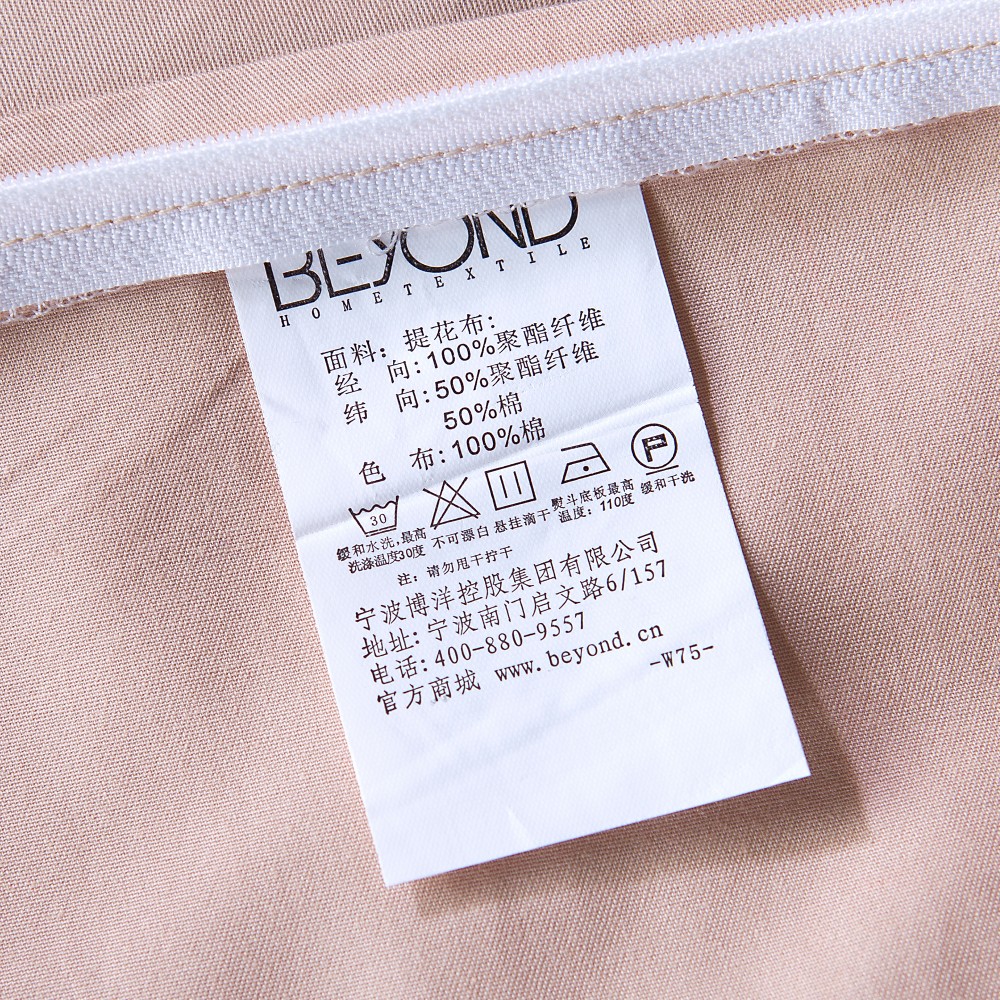 BEYOND
HOMETEXTILE
面料：提花布:
经 向:100%聚酯纤维
纬 向:50%聚酯纤维
50%棉
色 布:100%棉
30
P
缓和水洗,最高
洗涤温度30度
不可漂白
悬挂滴干
熨斗底板最高
温度：110度
缓和干洗
注：请勿甩干拧干
宁波博洋控股集团有限公司
地址:宁波南门启文路6/157
电话:400-880-9557
官方商城 www.beyond.cn
-W75-